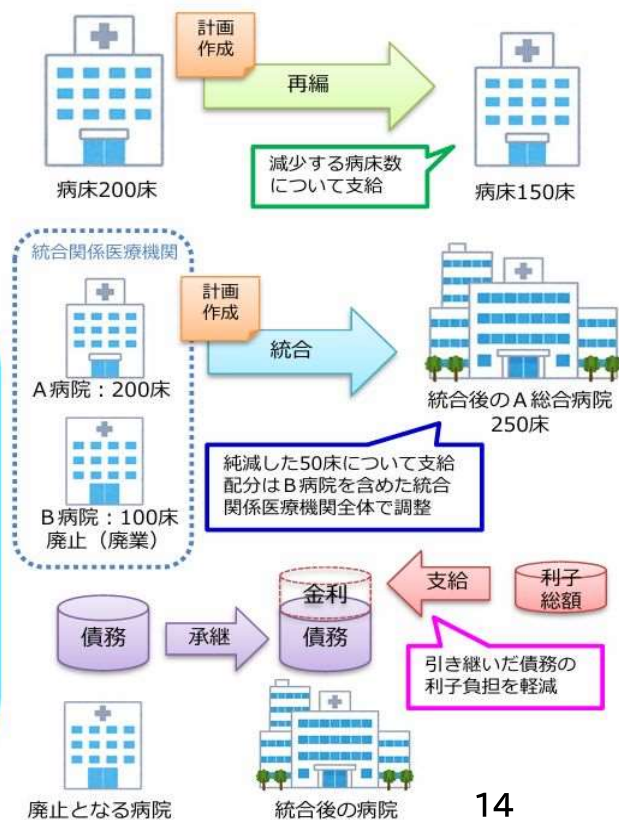 計画
作成
再編
減少する病床数
について支給
病床200床
病床150床
統合関係医療機関
計画
作成
統合
A病院：200床
B病院：100床
廃止（廃業）
統合後のA総合病院
250床
純減した50床について支給
配分はB病院を含めた統合
関係医療機関全体で調整
債務
承継
金利
債務
支給
利子
総額
引き継いだ債務の
利子負担を軽減
廃止となる病院
統合後の病院
14